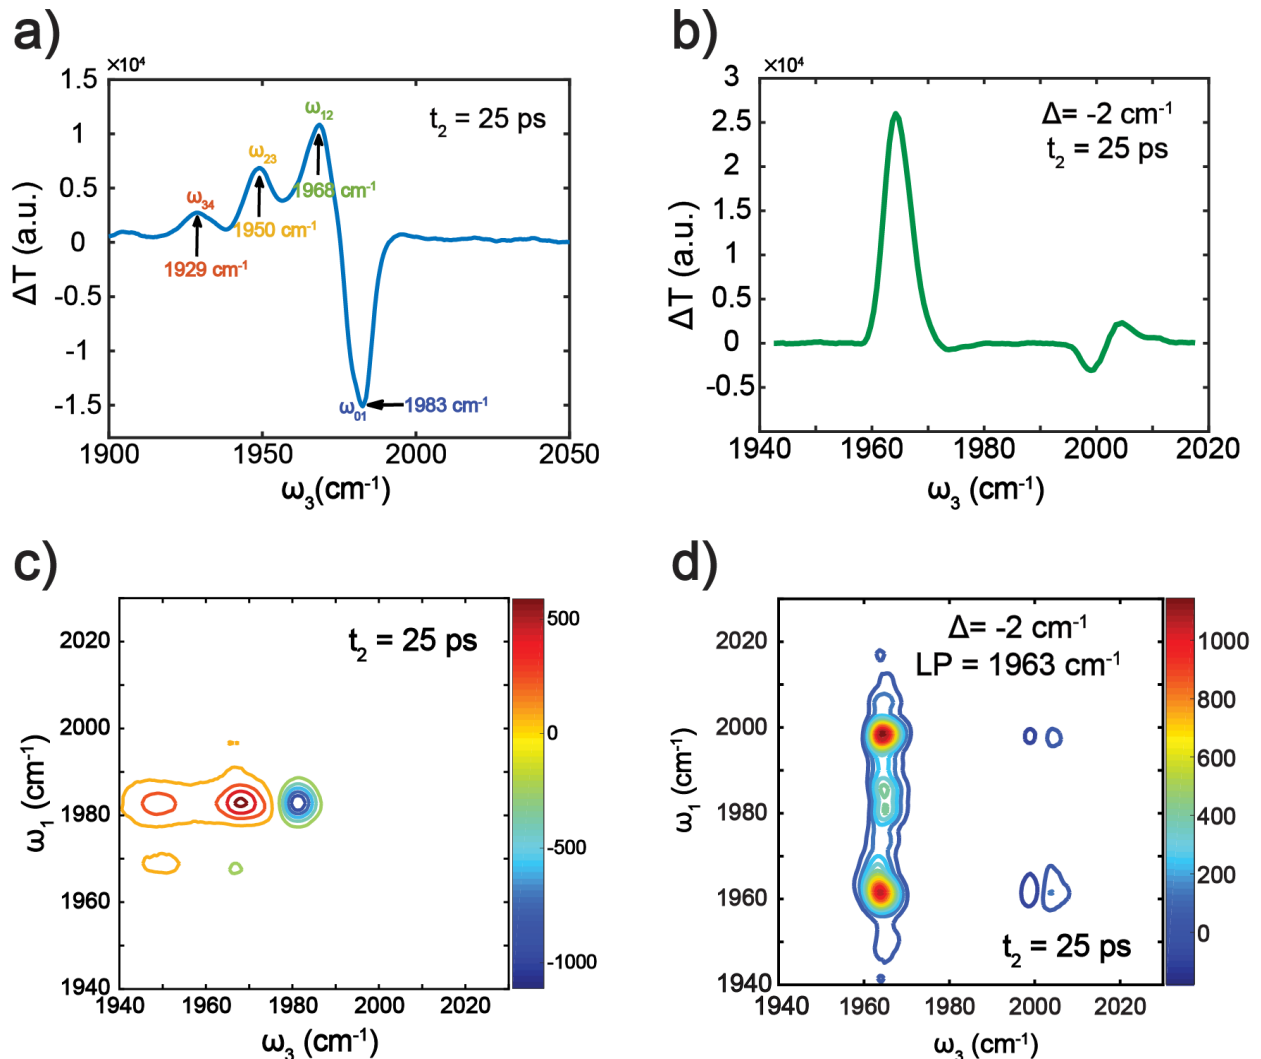 a)
×10⁴
1.5
1
0.5
0
-0.5
-1
-1.5
ΔT (a.u.)
t₂ = 25 ps
ω₁₂
ω₂₃
ω₃₄
1968 cm⁻¹
1950 cm⁻¹
1929 cm⁻¹
ω₀₁
1983 cm⁻¹
1900 1950 2000 2050
ω₃(cm⁻¹)
b)
×10⁴
3
2.5
2
1.5
1
0.5
0
-0.5
ΔT (a.u.)
Δ= -2 cm⁻¹
t₂ = 25 ps
1940 1960 1980 2000 2020
ω₃ (cm⁻¹)
c)
2020
2000
1980
1960
1940
ω₁ (cm⁻¹)
t₂ = 25 ps
1940 1960 1980 2000 2020
ω₃ (cm⁻¹)
500
0
-500
-1000
d)
2020
2000
1980
1960
1940
ω₁ (cm⁻¹)
Δ= -2 cm⁻¹
LP = 1963 cm⁻¹
t₂ = 25 ps
1940 1960 1980 2000 2020
ω₃ (cm⁻¹)
1000
800
600
400
200
0